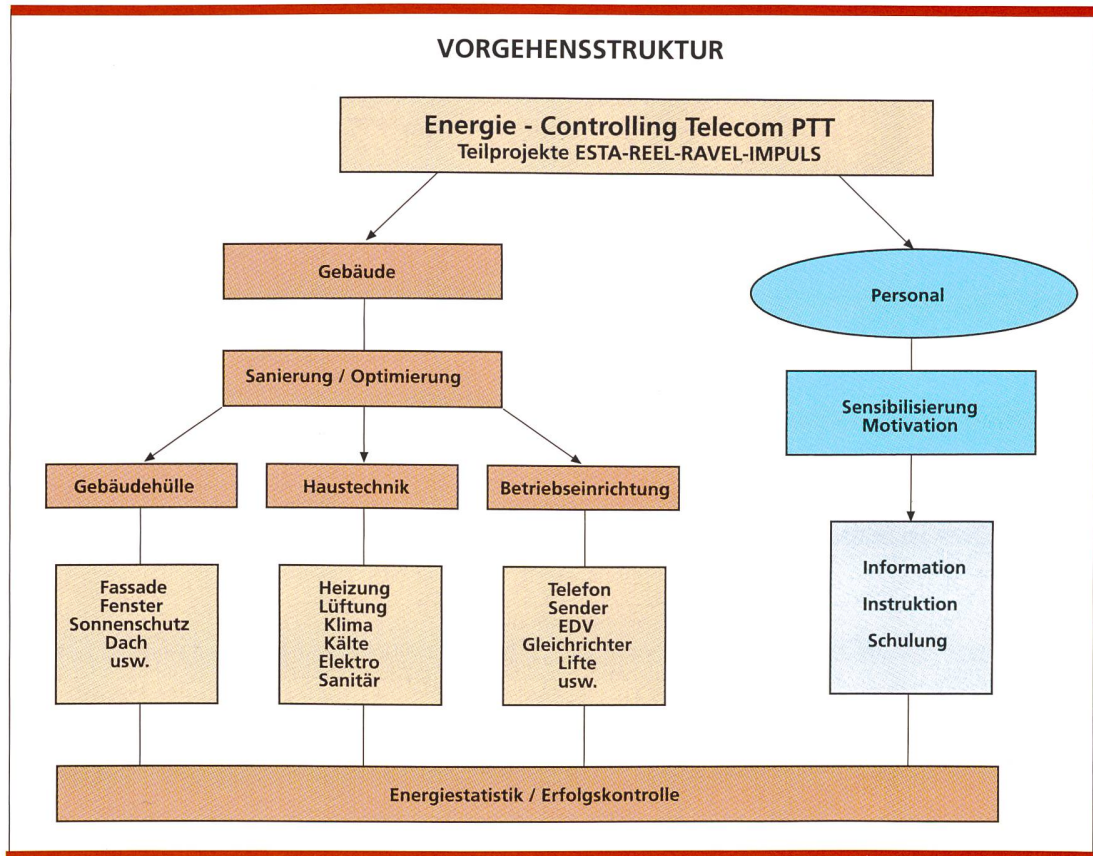 VORGEHENSSTRUKTUR
Energie - Controlling Telecom PTT
Teilprojekte ESTA-REEL-RAVEL-IMPULS
Gebäude
Personal
Sanierung / Optimierung
Sensibilisierung
Motivation
Gebäudehülle
Haustechnik
Betriebseinrichtung
Fassade
Fenster
Sonnenschutz
Dach
usw.
Heizung
Lüftung
Klima
Kälte
Elektro
Sanitär
Telefon
Sender
EDV
Gleichrichter
Lifte
usw.
Information
Instruktion
Schulung
Energiestatistik / Erfolgskontrolle